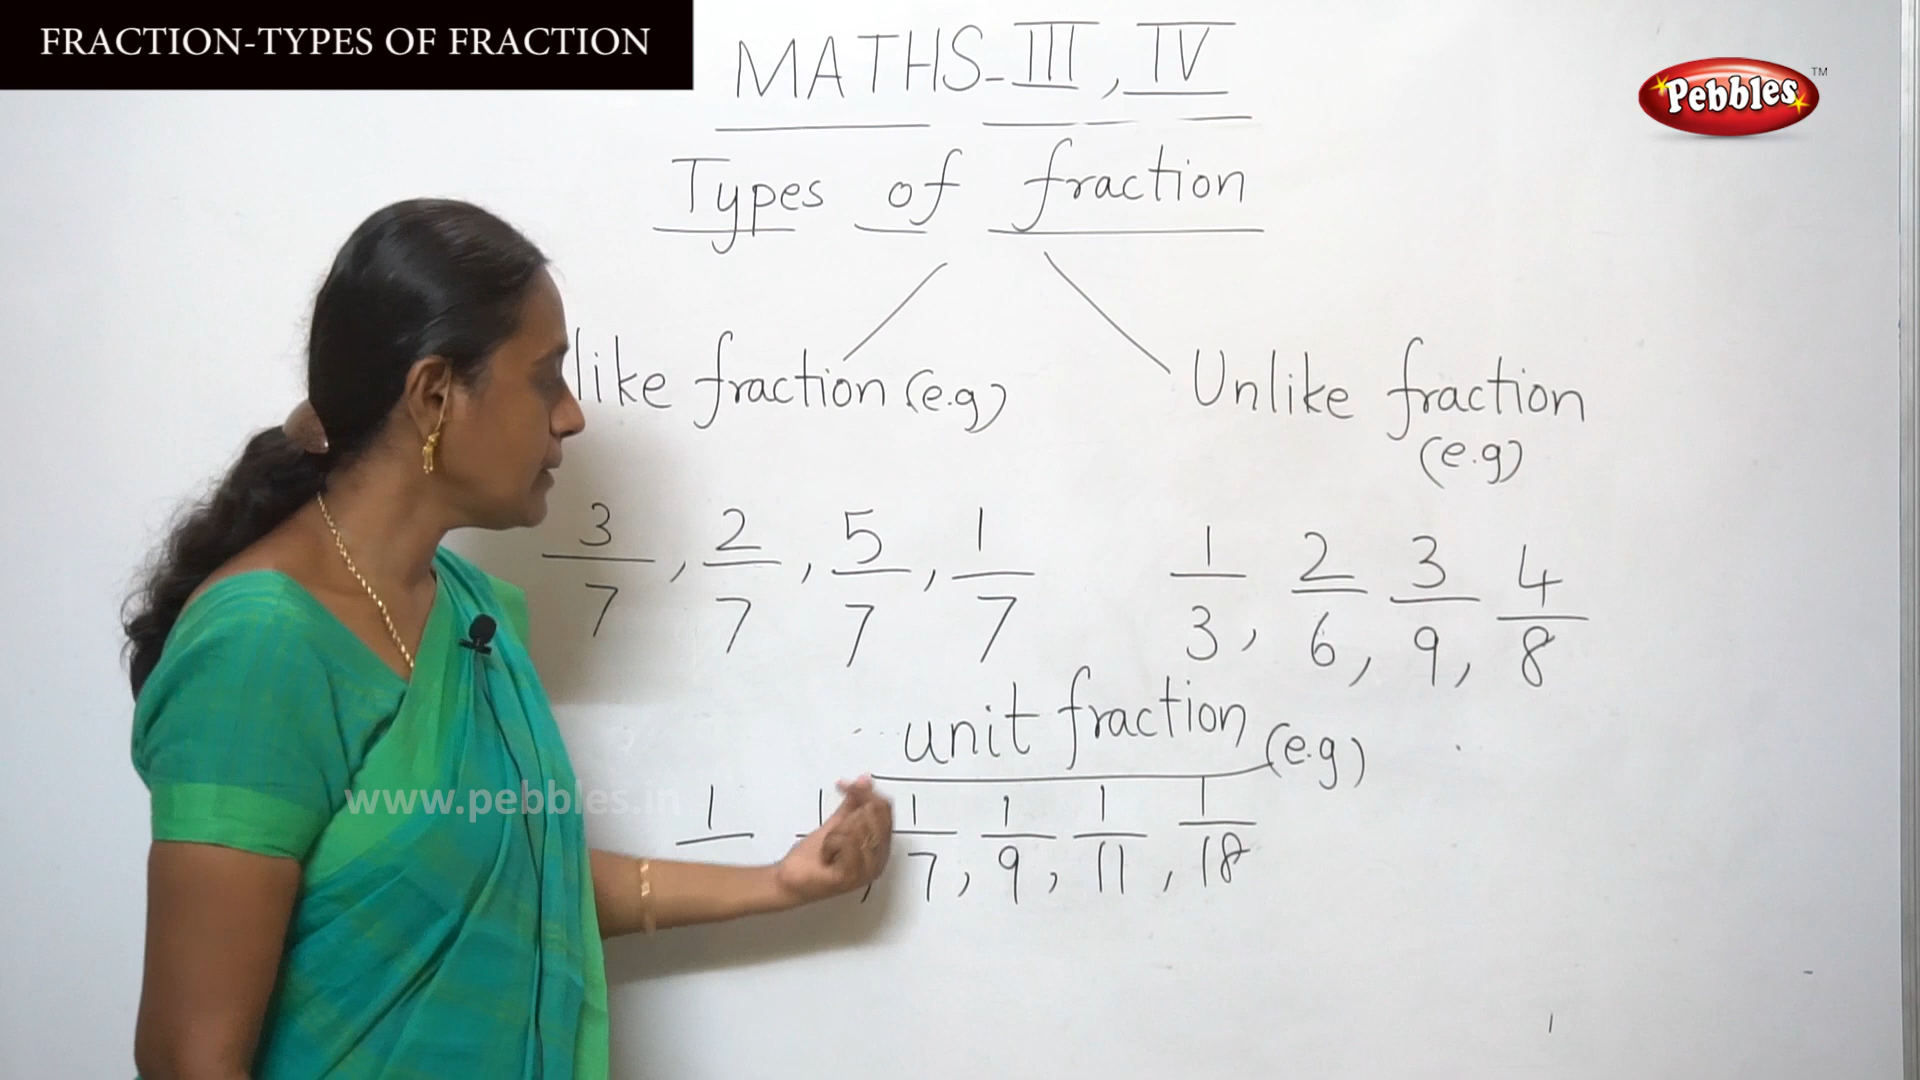 FRACTION-TYPES OF FRACTION
MATHS-III, IV
Pebbles™
Types of fraction
like fraction (e.g)
Unlike fraction
(e.g)
3/7, 2/7, 5/7, 1/7
1/3, 2/6, 3/9, 4/8
unit fraction (e.g)
www.pebbles.in
1/7, 1/9, 1/11, 1/18